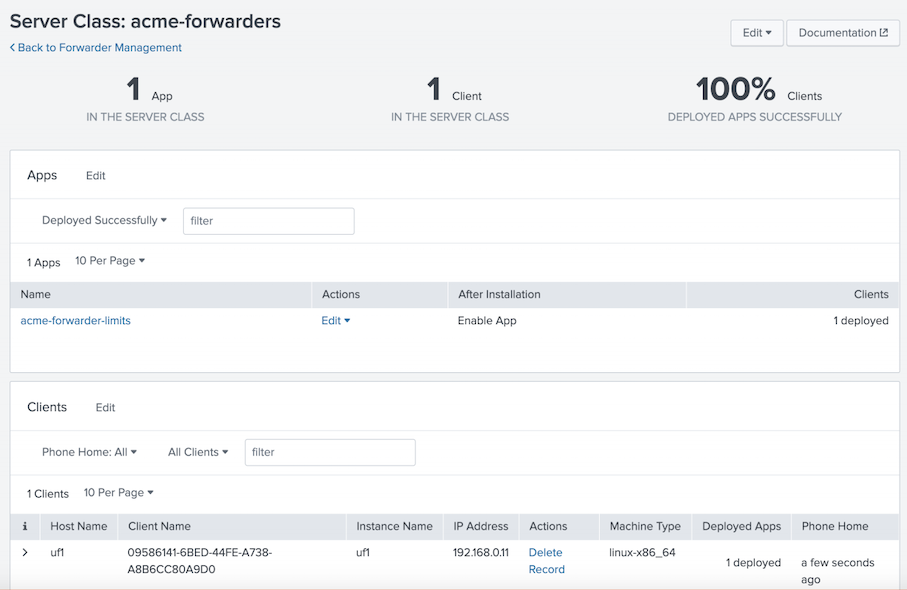 Server Class: acme-forwarders
Back to Forwarder Management
Edit
Documentation
1 App
IN THE SERVER CLASS
1 Client
IN THE SERVER CLASS
100% Clients
DEPLOYED APPS SUCCESSFULLY
Apps Edit
Deployed Successfully filter
1 Apps 10 Per Page
Name Actions After Installation Clients
acme-forwarder-limits Edit Enable App 1 deployed
Clients Edit
Phone Home: All All Clients filter
1 Clients 10 Per Page
i Host Name Client Name Instance Name IP Address Actions Machine Type Deployed Apps Phone Home
uf1 09586141-6BED-44FE-A738- uf1 192.168.0.11 Delete linux-x86_64 1 deployed a few seconds
A8B6CC80A9D0 Record ago